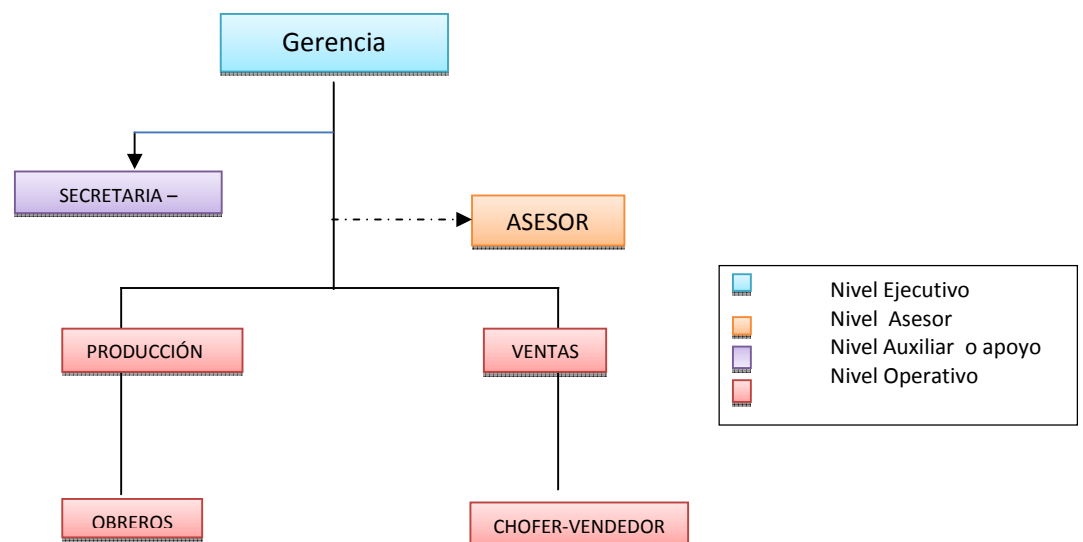 Gerencia
SECRETARIA –
ASESOR
PRODUCCIÓN
VENTAS
OBREROS
CHOFER-VENDEDOR
Nivel Ejecutivo
Nivel Asesor
Nivel Auxiliar o apoyo
Nivel Operativo